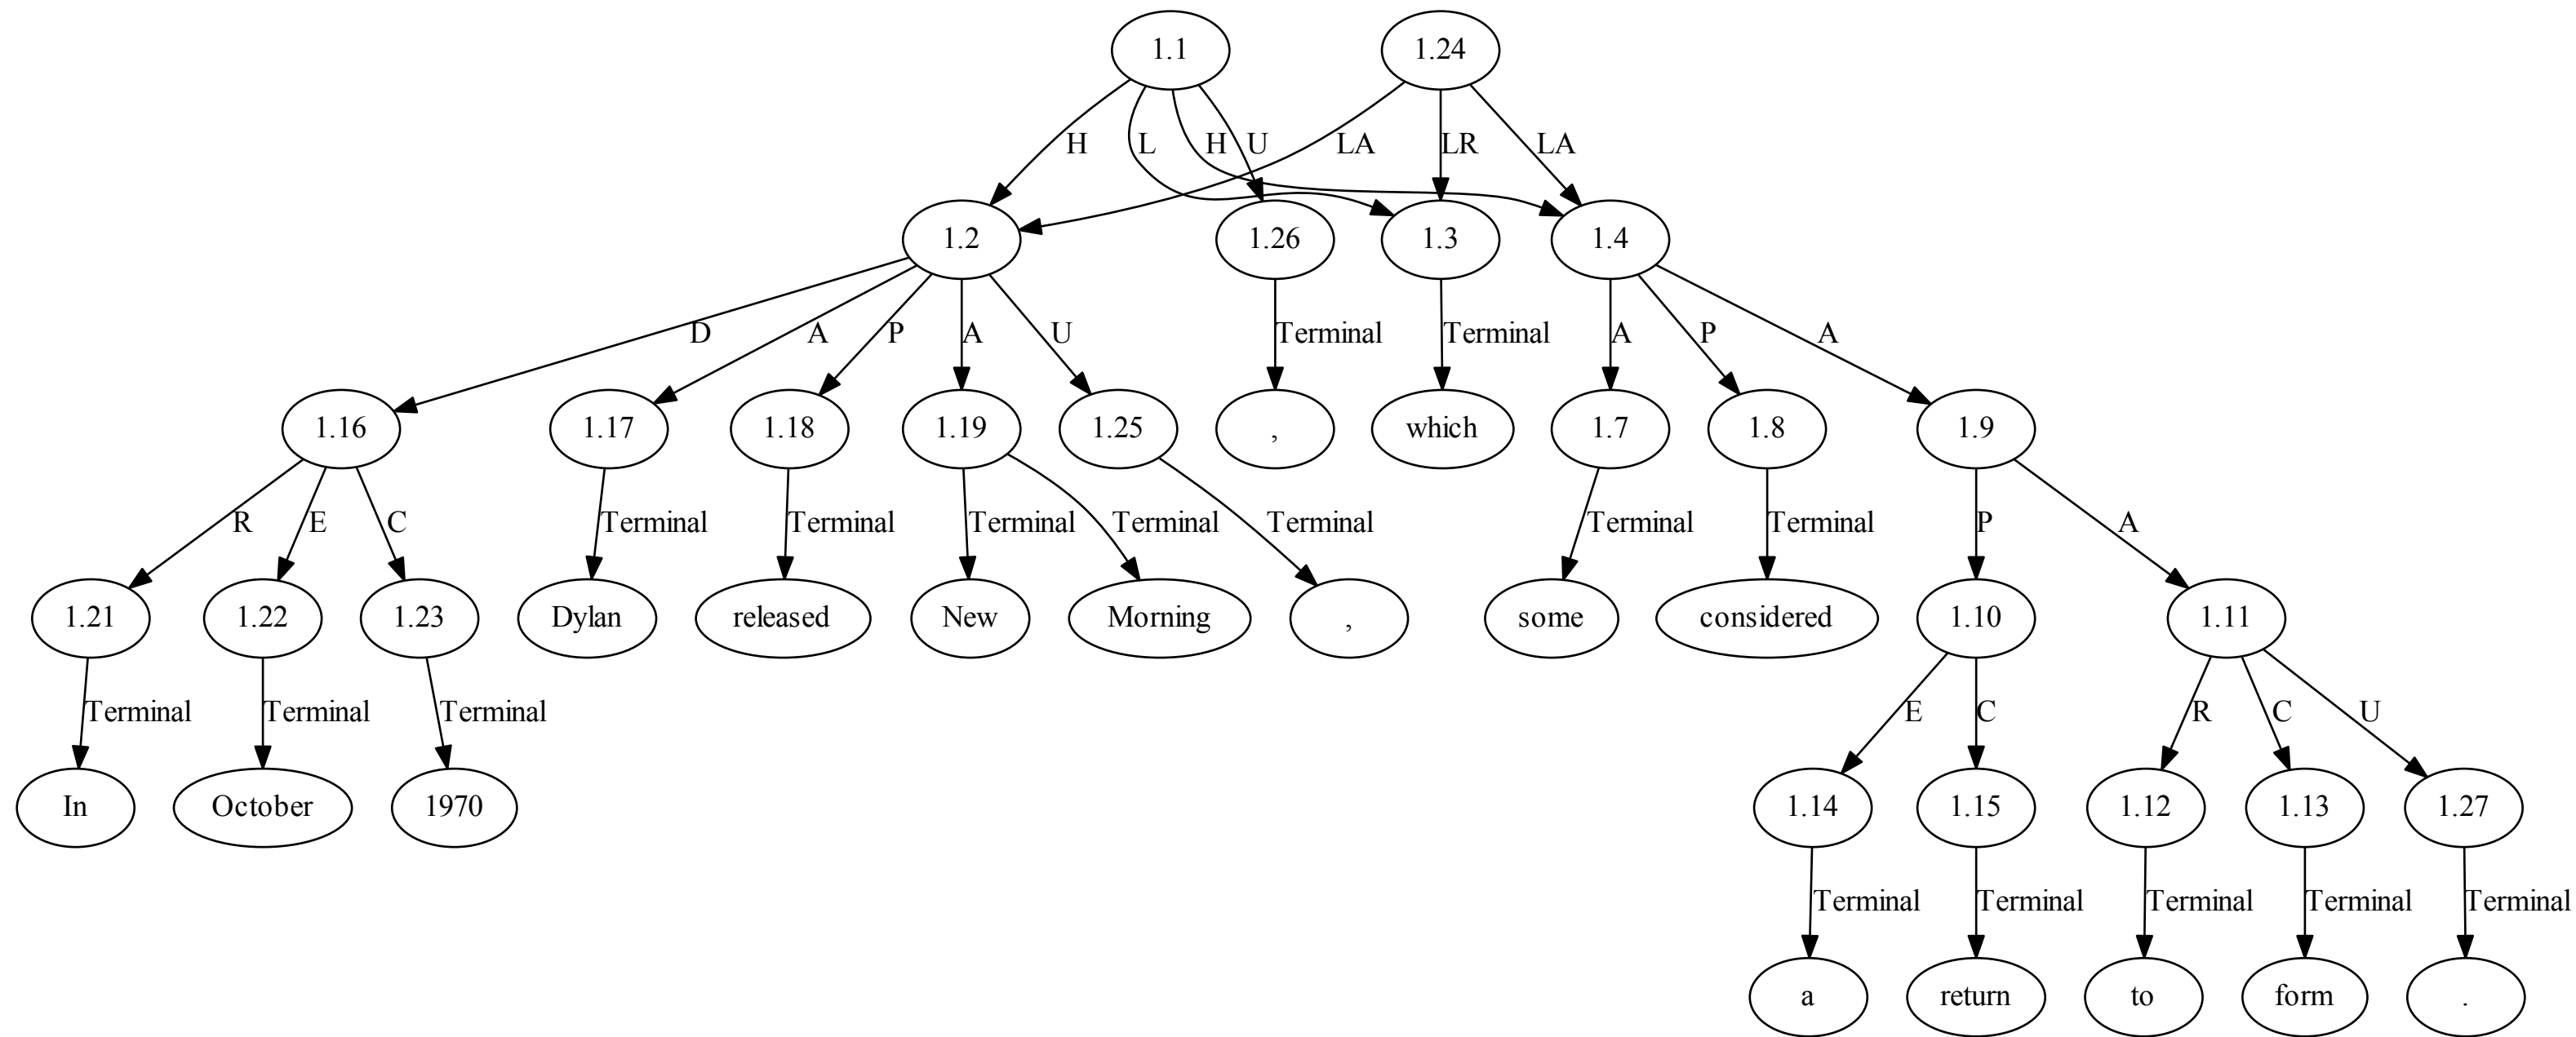 1.1 1.24
H L H U LA LR LA
1.2 1.26 1.3 1.4
D A P A U Terminal Terminal A P A
1.16 1.17 1.18 1.19 1.25 , which 1.7 1.8 1.9
R E C Terminal Terminal Terminal Terminal Terminal Terminal Terminal P A
1.21 1.22 1.23 Dylan released New Morning , some considered 1.10 1.11
Terminal Terminal Terminal E C R C U
In October 1970 1.14 1.15 1.12 1.13 1.27
Terminal Terminal Terminal Terminal Terminal
a return to form .